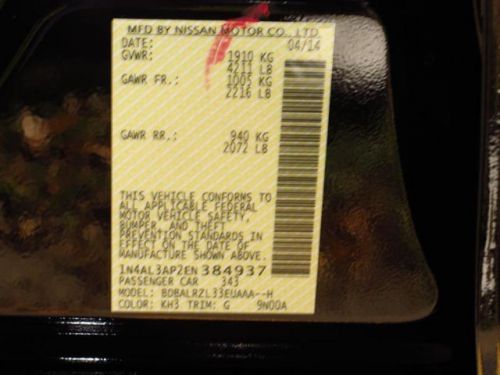 MFD BY NISSAN MOTOR CO., LTD
DATE: 04/14
GVWR: 1910 KG
4211 LB
GAWR FR.: 1005 KG
2216 LB
GAWR RR.: 940 KG
2072 LB
THIS VEHICLE CONFORMS TO
ALL APPLICABLE FEDERAL
MOTOR VEHICLE SAFETY,
BUMPER, AND THEFT
PREVENTION STANDARDS IN
EFFECT ON THE DATE OF
MANUFACTURE SHOWN ABOVE.
1N4AL3AP2EN384937
PASSENGER CAR 343
MODEL: BDBALRZL33EUAAA--H
COLOR: KH3 TRIM: G 9N00A